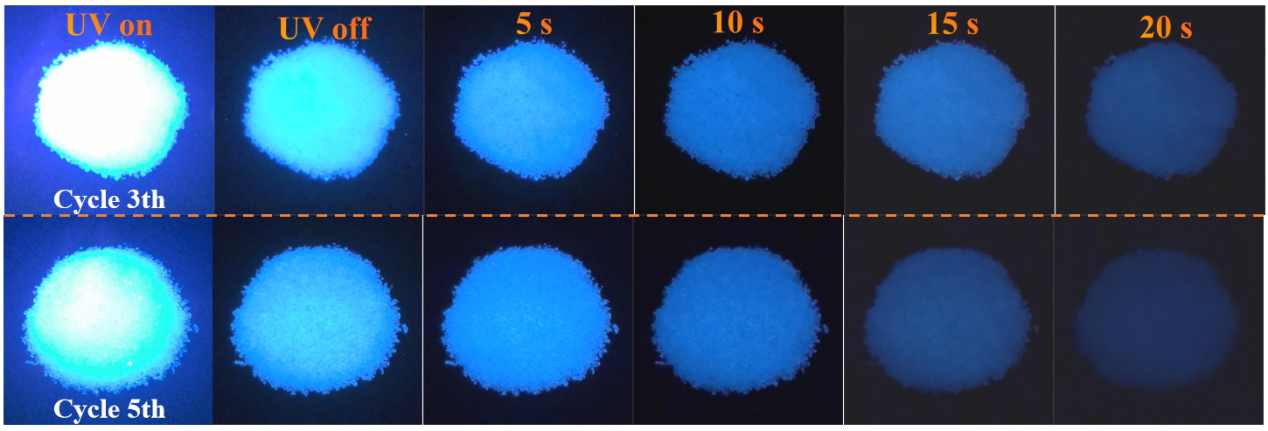 UV on
UV off
5 s
10 s
15 s
20 s
Cycle 3th
Cycle 5th